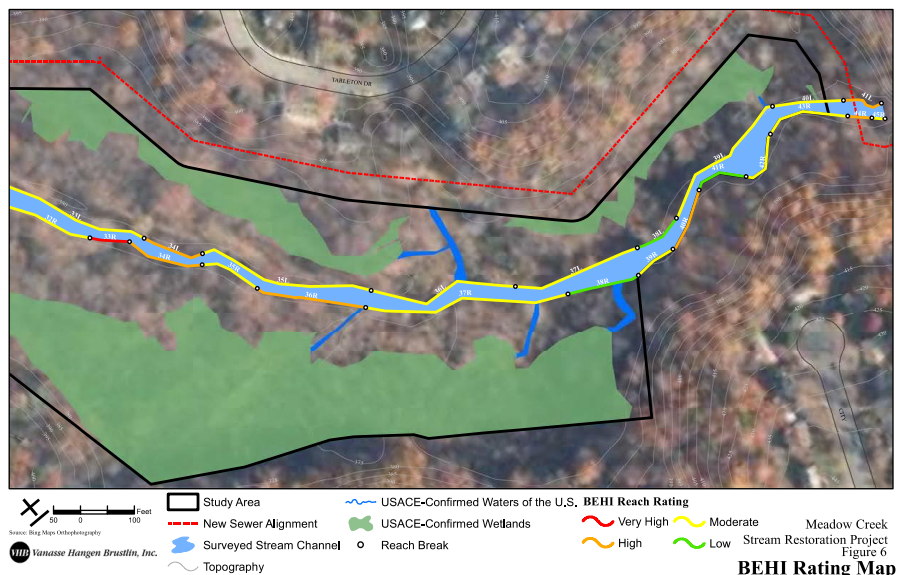 TARLETON DR
41L
40L
43R
44R
45R
39L
41R
42R
33L
32R
33R
34L
34R
35R
35L
36R
36L
37R
37L
38R
38L
39R
40R
Feet
50 0 50 100
Source: Bing Maps Orthophotography
VHB Vanasse Hangen Brustlin, Inc.
Study Area
New Sewer Alignment
Surveyed Stream Channel
Topography
USACE-Confirmed Waters of the U.S.
USACE-Confirmed Wetlands
Reach Break
BEHI Reach Rating
Very High
High
Moderate
Low
Meadow Creek
Stream Restoration Project
Figure 6
BEHI Rating Map